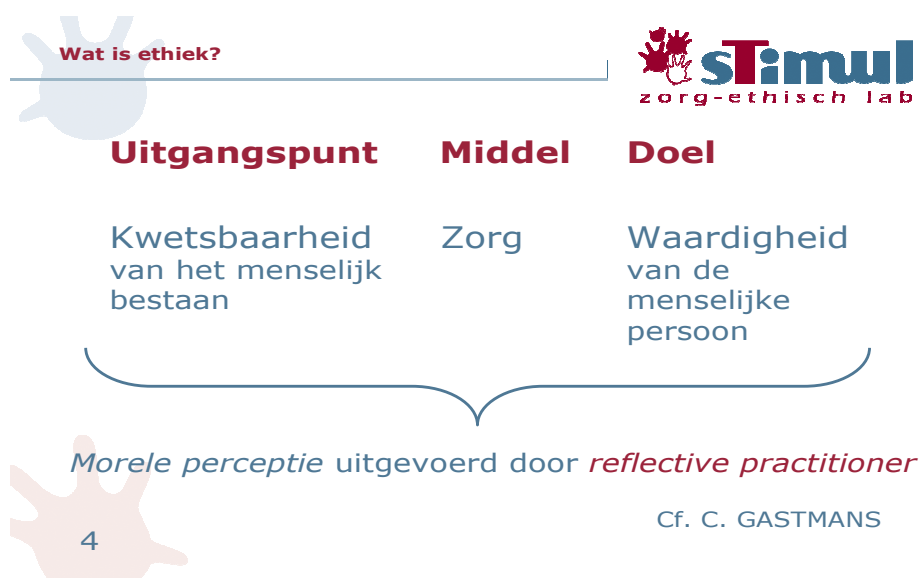 Wat is ethiek?
sTimul
zorg-ethisch lab
Uitgangspunt Middel Doel
Kwetsbaarheid Zorg Waardigheid
van het menselijk van de
bestaan menselijke
persoon
Morele perceptie uitgevoerd door reflective practitioner
Cf. C. GASTMANS
4